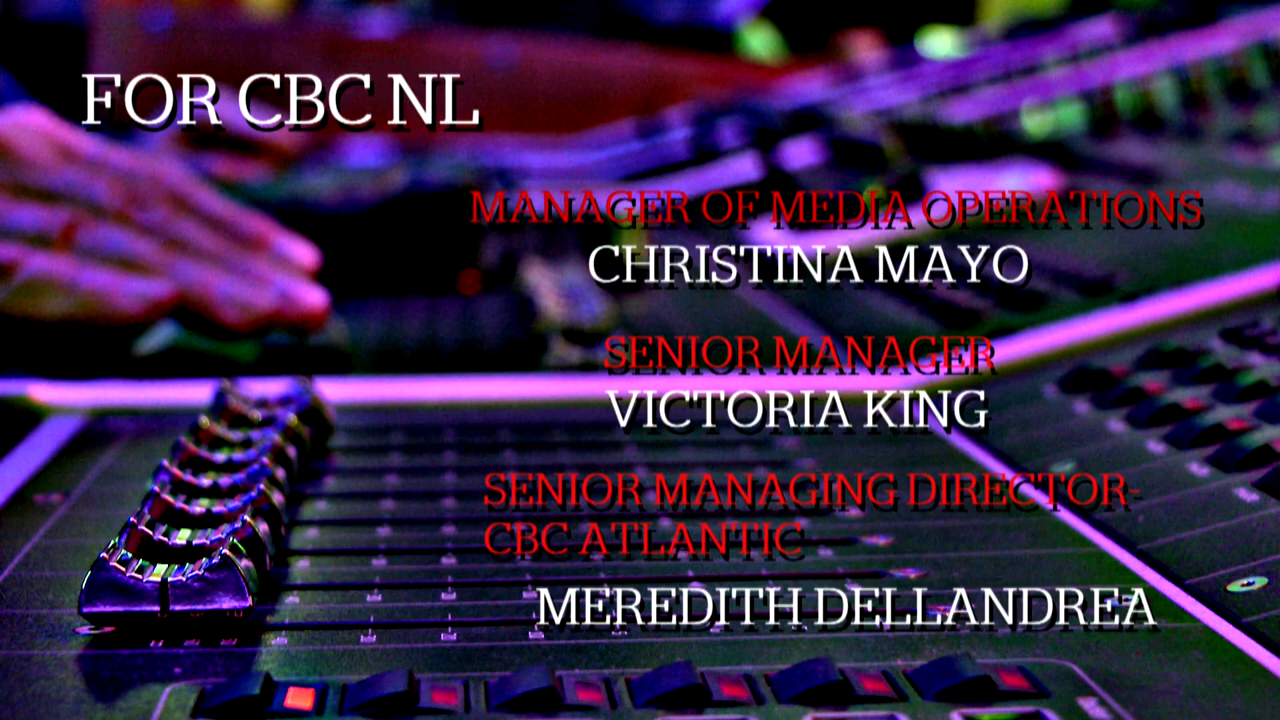 FOR CBC NL
MANAGER OF MEDIA OPERATIONS
CHRISTINA MAYO
SENIOR MANAGER
VICTORIA KING
SENIOR MANAGING DIRECTOR-
CBC ATLANTIC
MEREDITH DELLANDREA